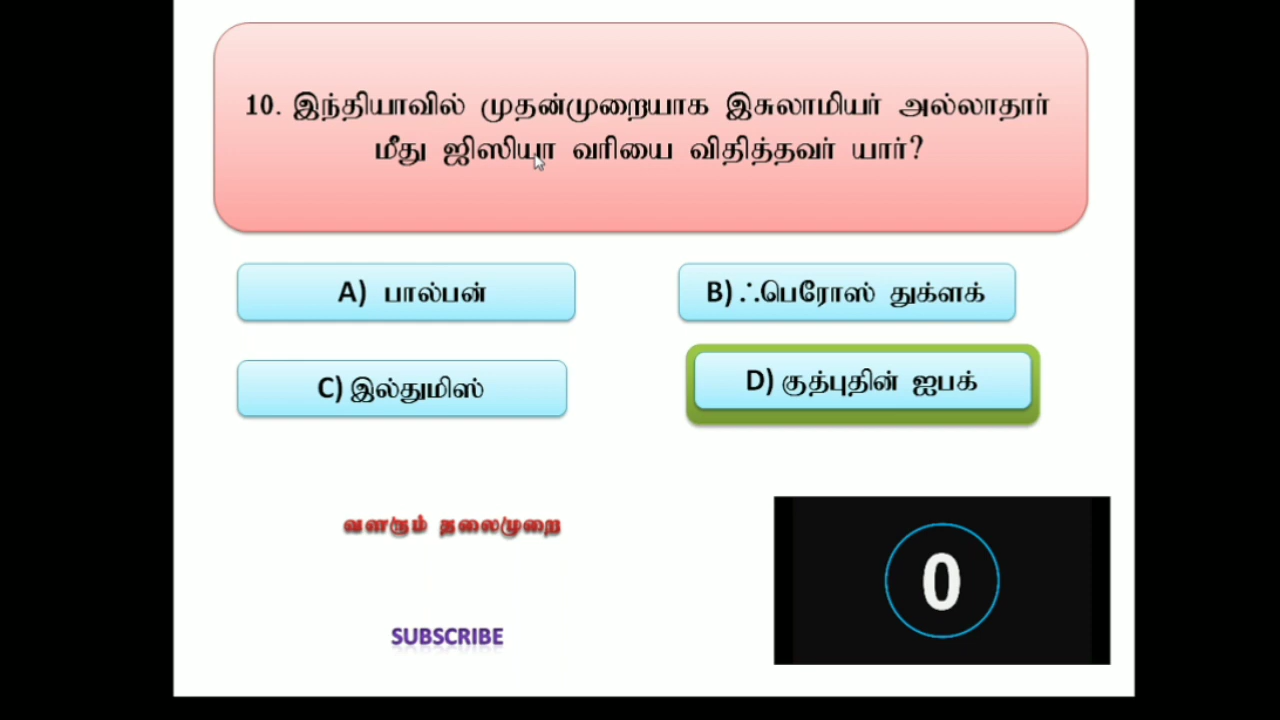 10. இந்தியாவில் முதன்முறையாக இசுலாமியர் அல்லாதார்
மீது ஜிஸியா வரியை விதித்தவர் யார்?
A) பால்பன்
B) ஃபெரோஸ் துக்ளக்
C) இல்துமிஸ்
D) குத்புதின் ஐபக்
வளரும் தலைமுறை
0
SUBSCRIBE